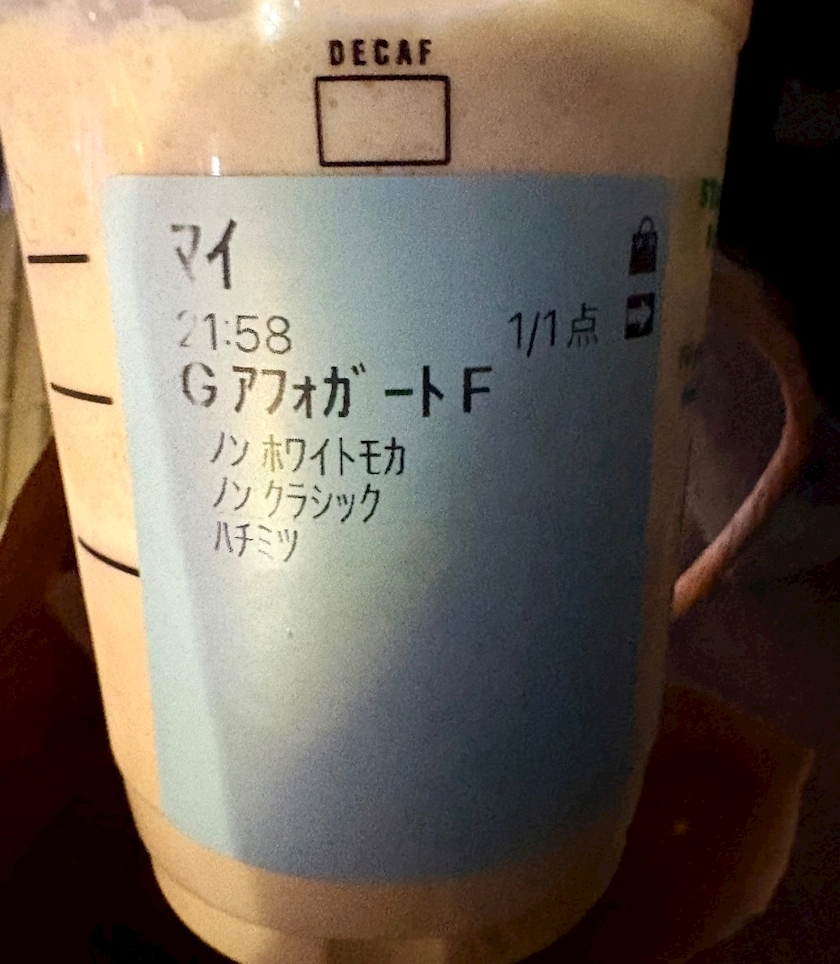 DECAF
マイ
21:58 1/1点
G アフォガート F
ノン ホワイトモカ
ノン クラシック
ハチミツ